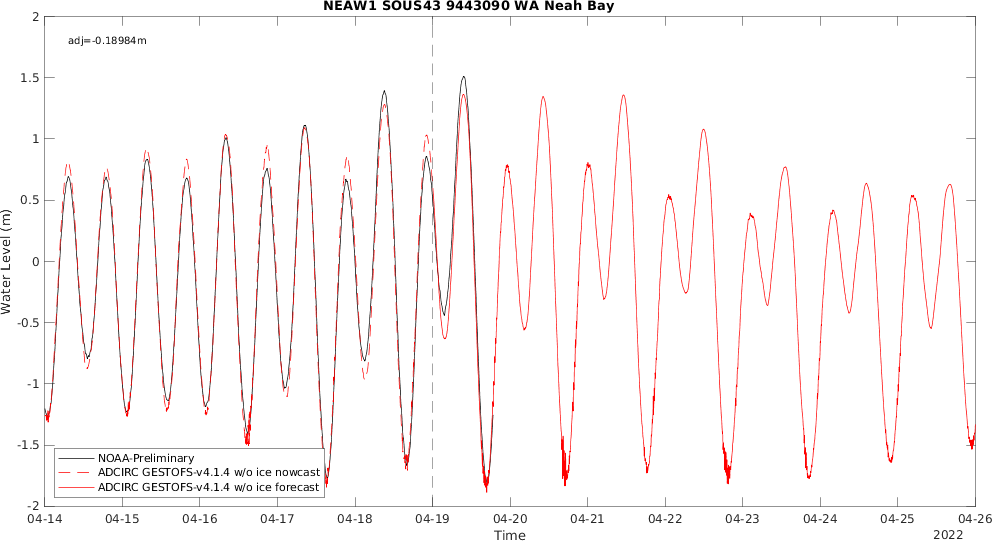 NEAW1 SOUS43 9443090 WA Neah Bay
adj=-0.18984m
Water Level (m)
2
1.5
1
0.5
0
-0.5
-1
-1.5
-2
NOAA-Preliminary
ADCIRC GESTOFS-v4.1.4 w/o ice nowcast
ADCIRC GESTOFS-v4.1.4 w/o ice forecast
04-14 04-15 04-16 04-17 04-18 04-19 04-20 04-21 04-22 04-23 04-24 04-25 04-26
Time
2022